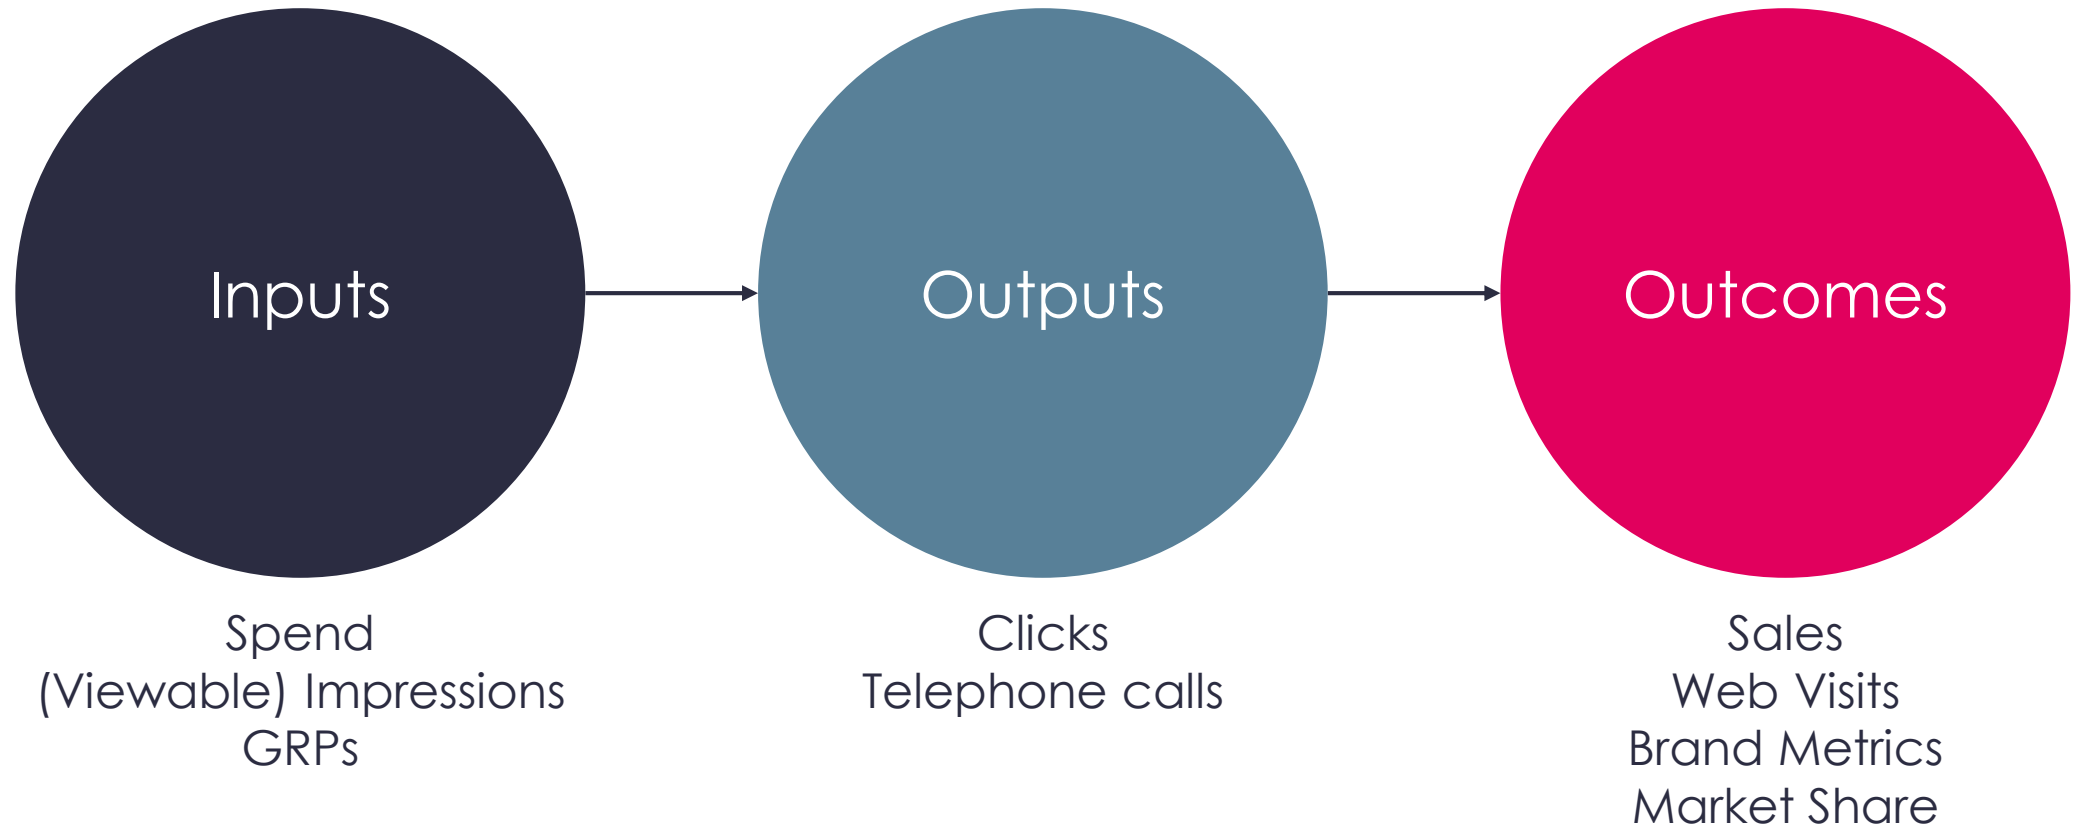 Inputs
Outputs
Outcomes
Spend
(Viewable) Impressions
GRPs
Clicks
Telephone calls
Sales
Web Visits
Brand Metrics
Market Share